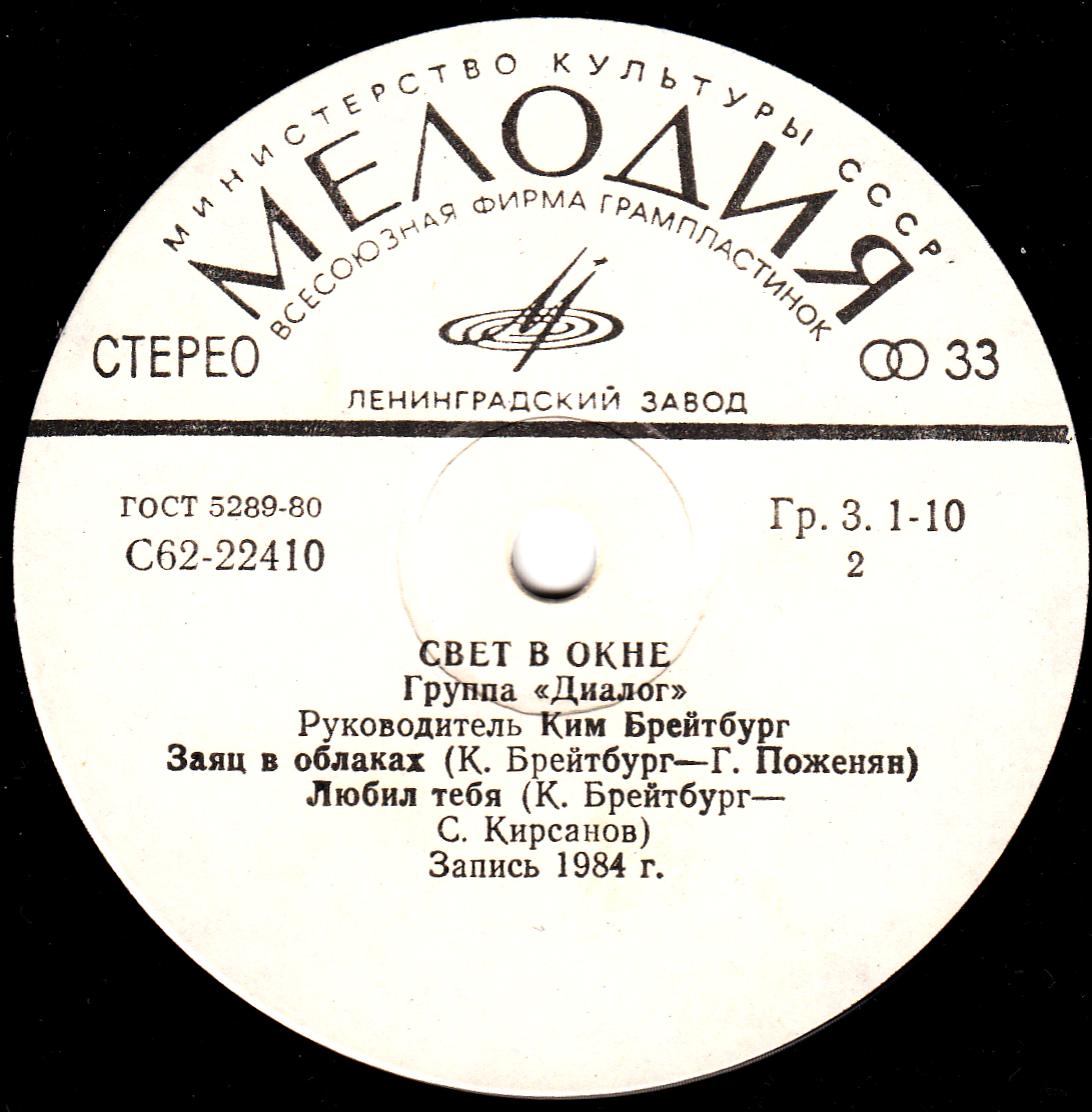 МИНИСТЕРСТВО КУЛЬТУРЫ СССР
МЕЛОДИЯ
ВСЕСОЮЗНАЯ ФИРМА ГРАМПЛАСТИНОК
СТЕРЕО
33
ЛЕНИНГРАДСКИЙ ЗАВОД
ГОСТ 5289-80
С62-22410
Гр. 3. 1-10
2
СВЕТ В ОКНЕ
Группа «Диалог»
Руководитель Ким Брейтбург
Заяц в облаках (К. Брейтбург—Г. Поженян)
Любил тебя (К. Брейтбург—
С. Кирсанов)
Запись 1984 г.